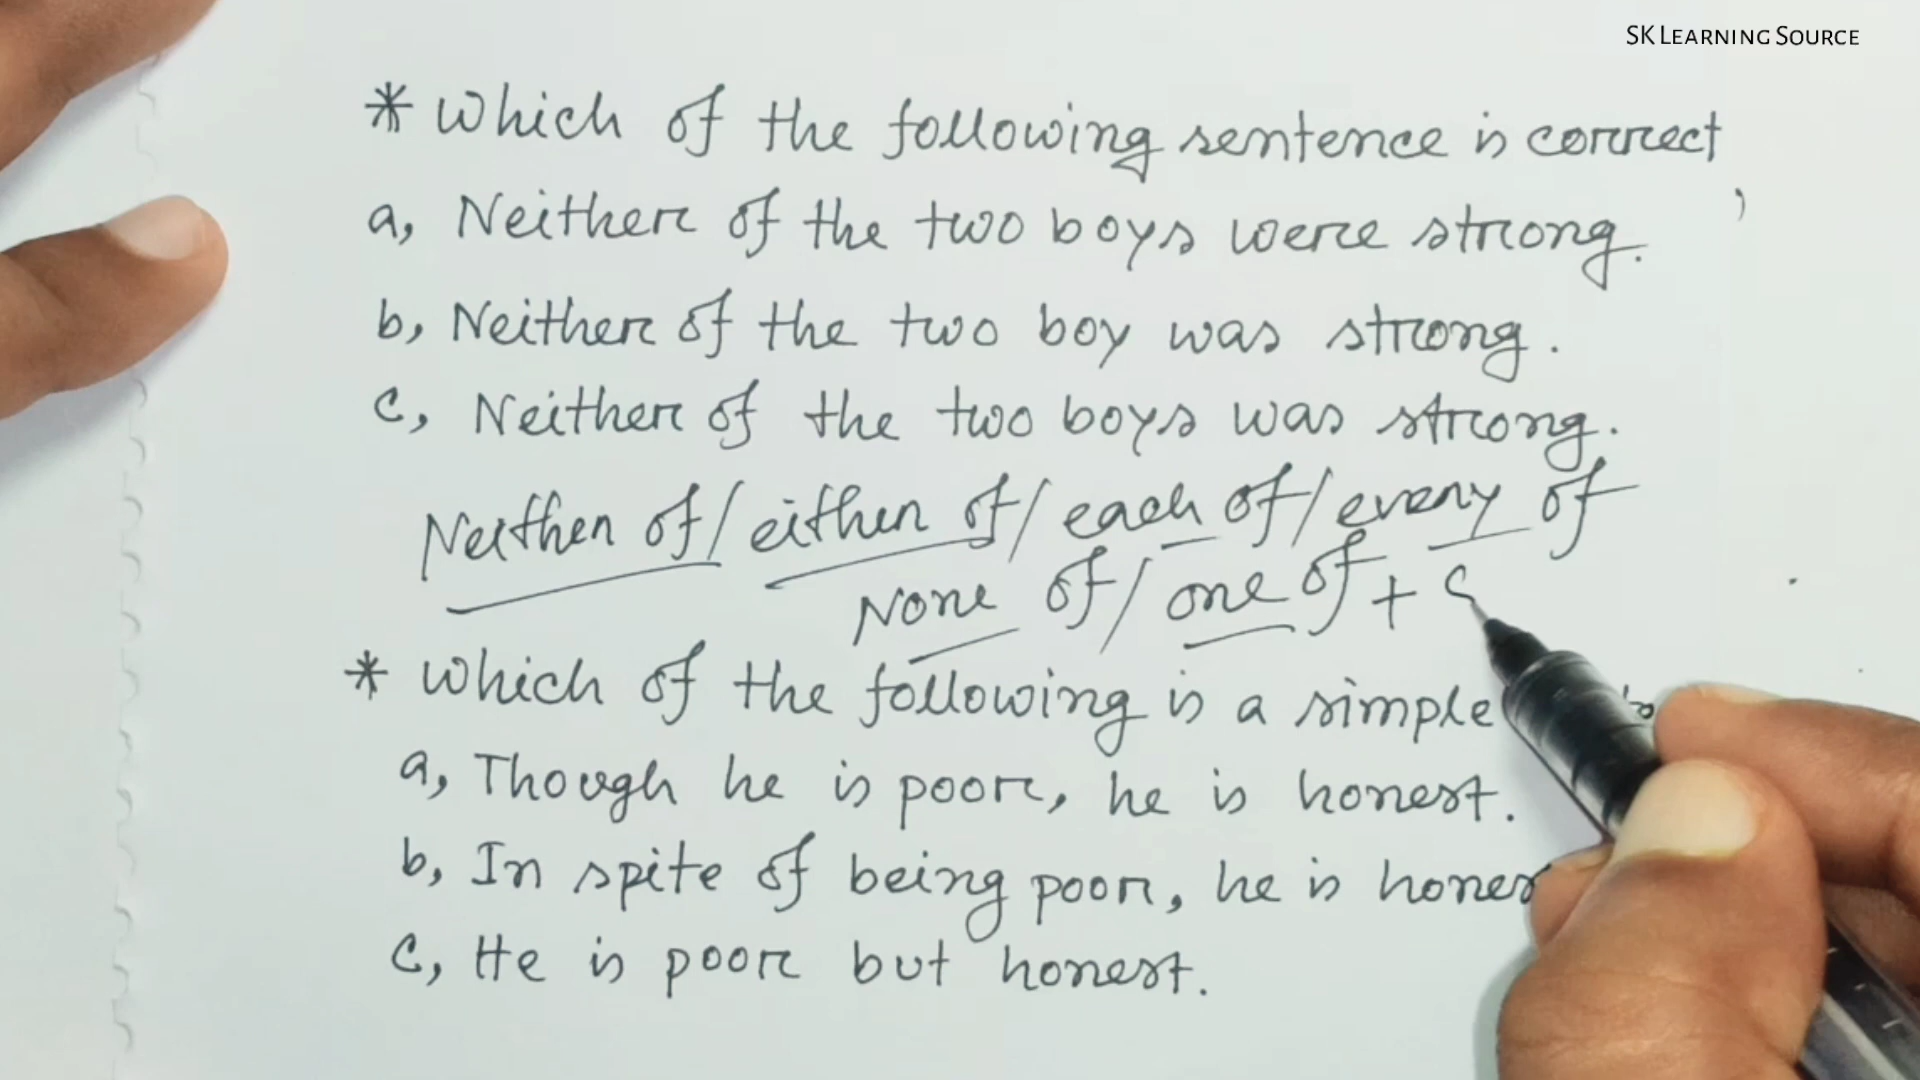 SK LEARNING SOURCE
* Which of the following sentence is correct
a, Neither of the two boys were strong.
b, Neither of the two boy was strong.
c, Neither of the two boys was strong.
Neither of / either of / each of / every of
None of / one of +
* Which of the following is a simple
a, Though he is poor, he is honest.
b, In spite of being poor, he is hones
c, He is poor but honest.